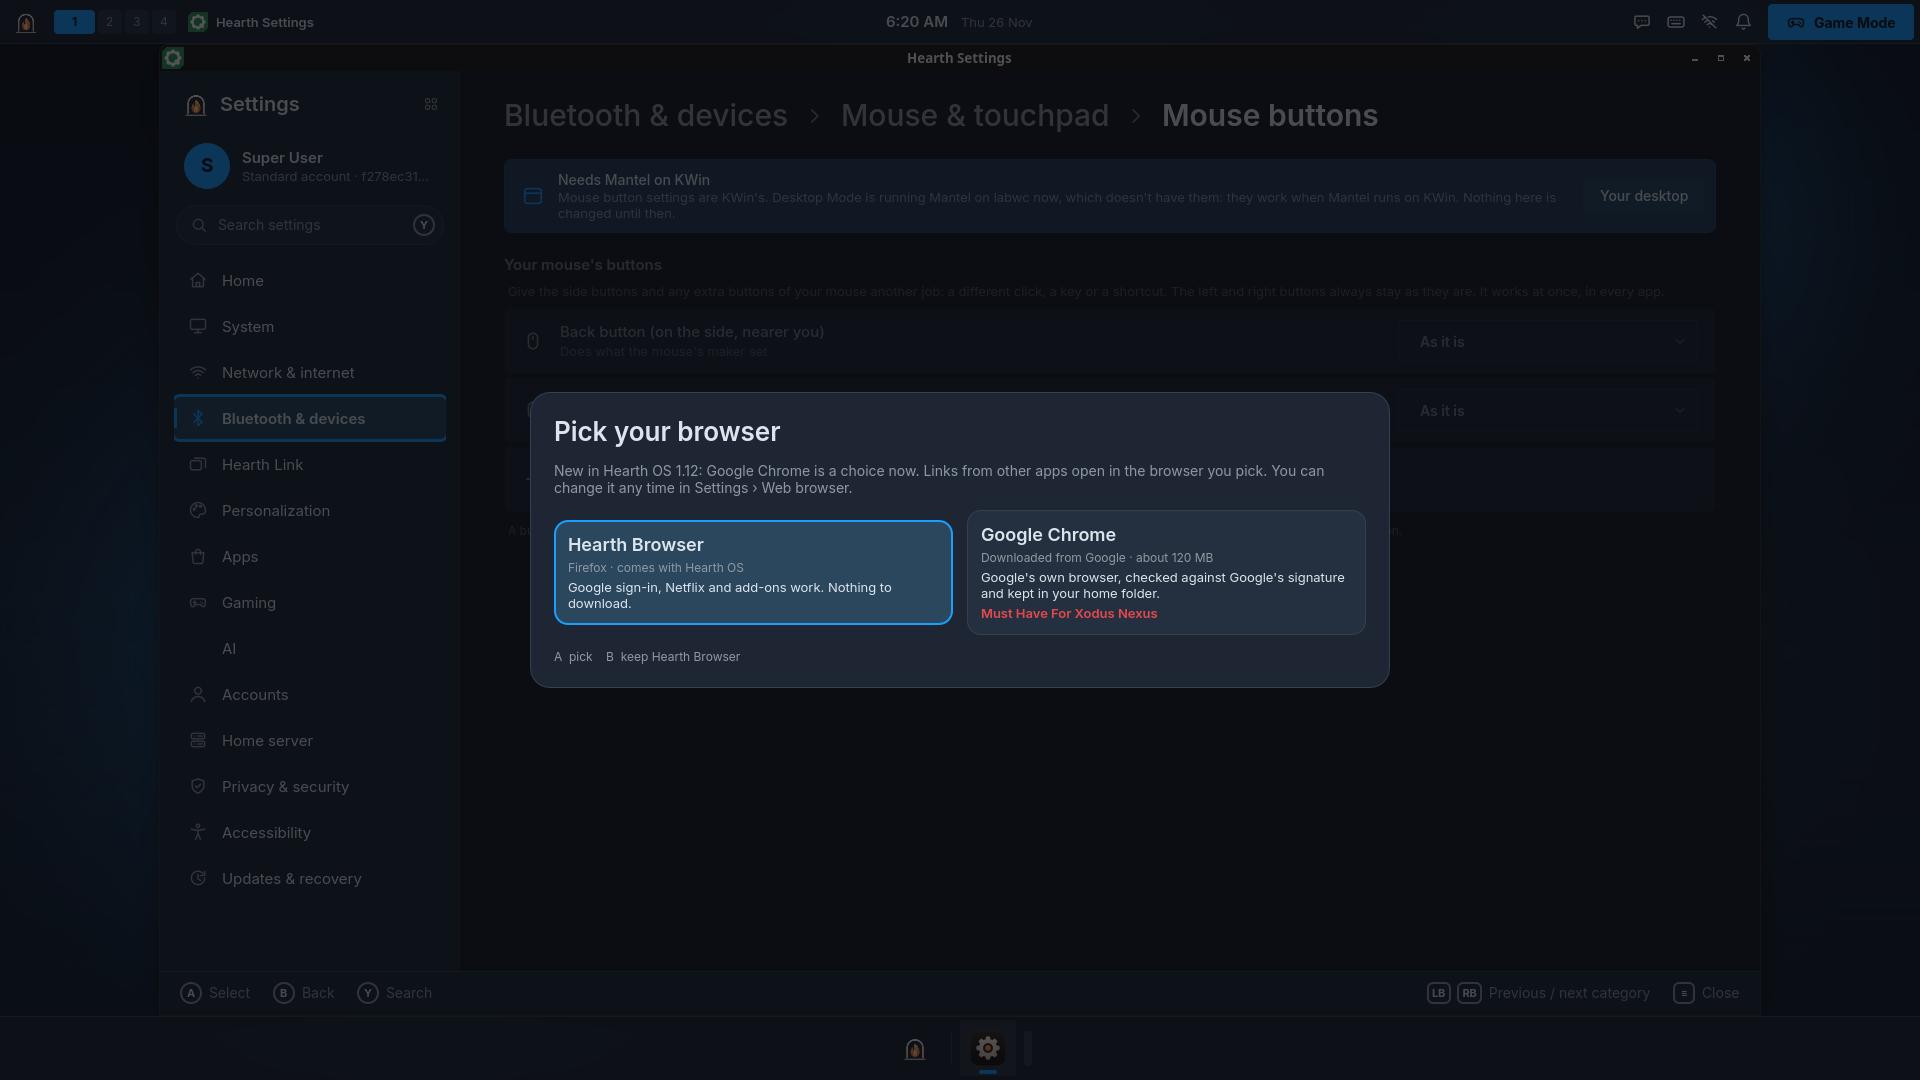 1 2 3 4 Hearth Settings
6:20 AM Thu 26 Nov
Game Mode
Hearth Settings
Settings
S
Super User
Standard account · f278ec31...
Search settings Y
Home
System
Network & internet
Bluetooth & devices
Hearth Link
Personalization
Apps
Gaming
AI
Accounts
Home server
Privacy & security
Accessibility
Updates & recovery
Bluetooth & devices › Mouse & touchpad › Mouse buttons
Needs Mantel on KWin
Mouse button settings are KWin's. Desktop Mode is running Mantel on labwc now, which doesn't have them: they work when Mantel runs on KWin. Nothing here is
changed until then.
Your desktop
Your mouse's buttons
Give the side buttons and any extra buttons of your mouse another job: a different click, a key or a shortcut. The left and right buttons always stay as they are. It works at once, in every app.
Back button (on the side, nearer you)
Does what the mouse's maker set
As it is
As it is
Pick your browser
New in Hearth OS 1.12: Google Chrome is a choice now. Links from other apps open in the browser you pick. You can
change it any time in Settings › Web browser.
Hearth Browser
Firefox · comes with Hearth OS
Google sign-in, Netflix and add-ons work. Nothing to
download.
Google Chrome
Downloaded from Google · about 120 MB
Google's own browser, checked against Google's signature
and kept in your home folder.
Must Have For Xodus Nexus
A pick B keep Hearth Browser
A Select B Back Y Search
LB RB Previous / next category ≡ Close